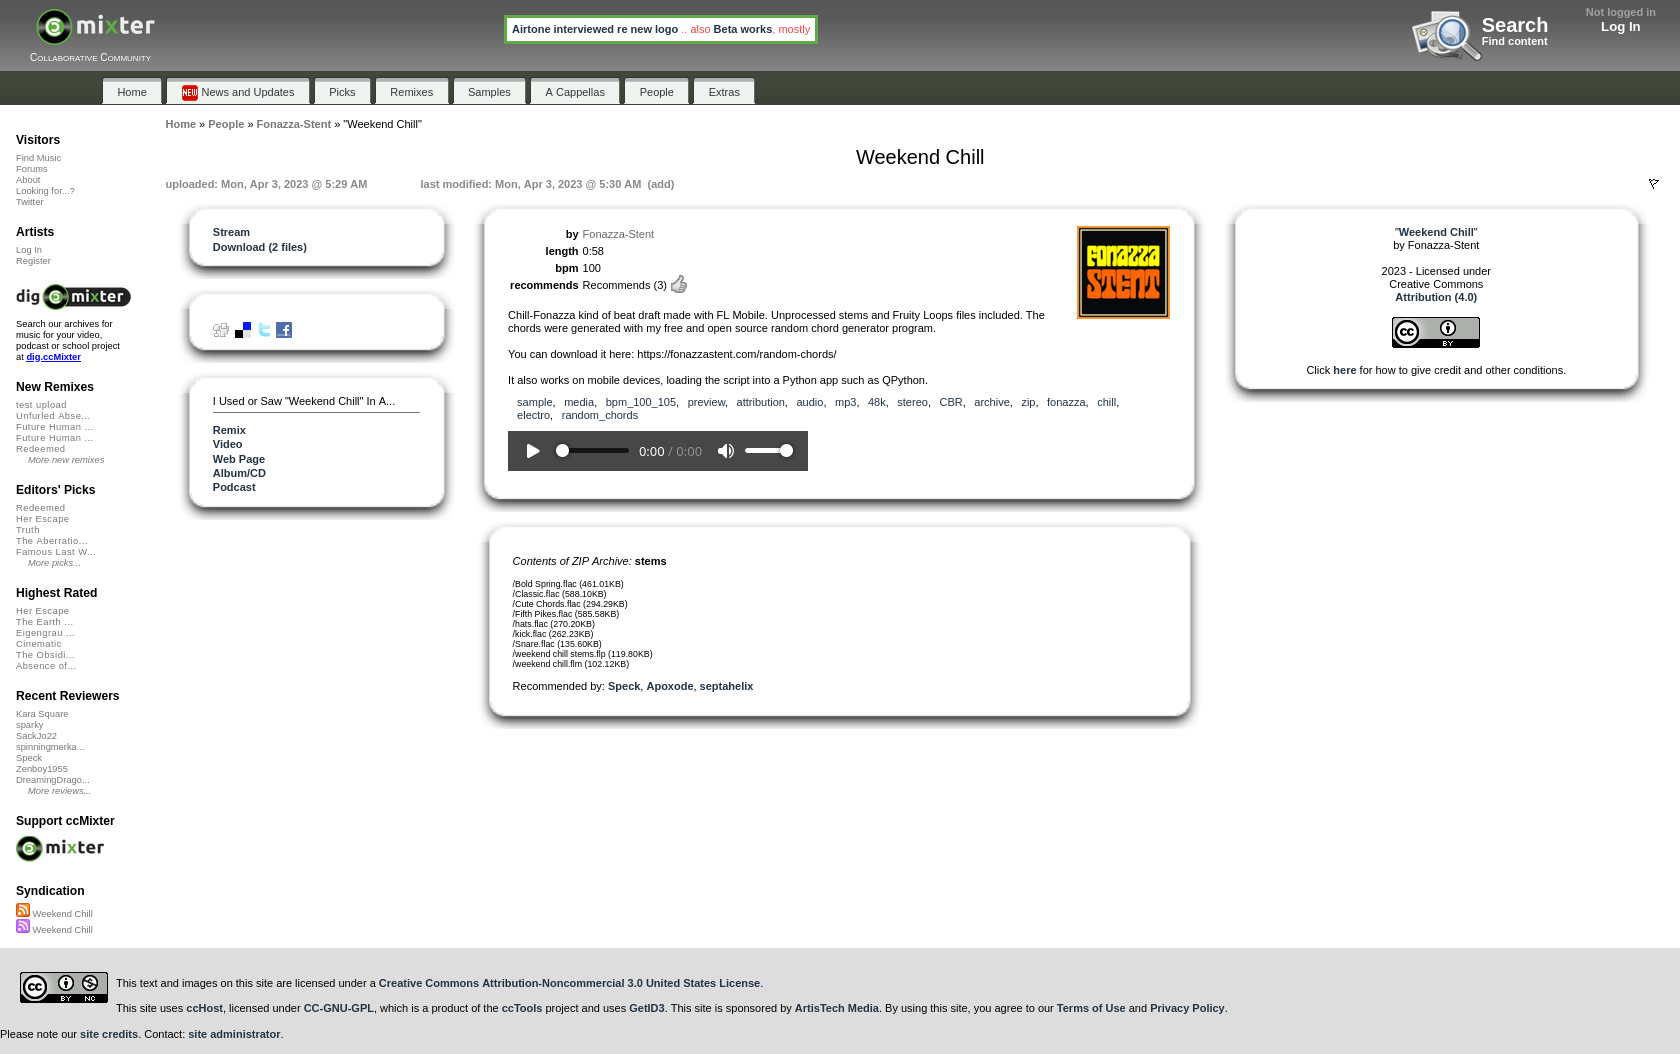 mixter
Collaborative Community
Airtone interviewed re new logo .. also Beta works, mostly
Search
Find content
Not logged in
Log In
Home
NEW News and Updates
Picks
Remixes
Samples
A Cappellas
People
Extras
Visitors
Find Music
Forums
About
Looking for...?
Twitter
Artists
Log In
Register
dig mixter
Search our archives for
music for your video,
podcast or school project
at dig.ccMixter
New Remixes
test upload
Unfurled Abse...
Future Human ...
Future Human ...
Redeemed
More new remixes
Editors' Picks
Redeemed
Her Escape
Truth
The Aberratio...
Famous Last W...
More picks...
Highest Rated
Her Escape
The Earth ...
Eigengrau ...
Cinematic
The Obsidi...
Absence of...
Recent Reviewers
Kara Square
sparky
SackJo22
spinningmerka...
Speck
Zenboy1955
DreamingDrago...
More reviews...
Support ccMixter
mixter
Syndication
Weekend Chill
Weekend Chill
Home » People » Fonazza-Stent » "Weekend Chill"
Weekend Chill
uploaded: Mon, Apr 3, 2023 @ 5:29 AM
last modified: Mon, Apr 3, 2023 @ 5:30 AM (add)
Stream
Download (2 files)
I Used or Saw "Weekend Chill" In A...
Remix
Video
Web Page
Album/CD
Podcast
by Fonazza-Stent
length 0:58
bpm 100
recommends Recommends (3)
FONAZZA
STENT
Chill-Fonazza kind of beat draft made with FL Mobile. Unprocessed stems and Fruity Loops files included. The
chords were generated with my free and open source random chord generator program.
You can download it here: https://fonazzastent.com/random-chords/
It also works on mobile devices, loading the script into a Python app such as QPython.
sample, media, bpm_100_105, preview, attribution, audio, mp3, 48k, stereo, CBR, archive, zip, fonazza, chill,
electro, random_chords
0:00 / 0:00
Contents of ZIP Archive: stems
/Bold Spring.flac (461.01KB)
/Classic.flac (588.10KB)
/Cute Chords.flac (294.29KB)
/Fifth Pikes.flac (585.58KB)
/hats.flac (270.20KB)
/kick.flac (262.23KB)
/Snare.flac (135.60KB)
/weekend chill stems.flp (119.80KB)
/weekend chill.flm (102.12KB)
Recommended by: Speck, Apoxode, septahelix
"Weekend Chill"
by Fonazza-Stent
2023 - Licensed under
Creative Commons
Attribution (4.0)
cc BY
Click here for how to give credit and other conditions.
cc BY NC
This text and images on this site are licensed under a Creative Commons Attribution-Noncommercial 3.0 United States License.
This site uses ccHost, licensed under CC-GNU-GPL, which is a product of the ccTools project and uses GetID3. This site is sponsored by ArtisTech Media. By using this site, you agree to our Terms of Use and Privacy Policy.
Please note our site credits. Contact: site administrator.